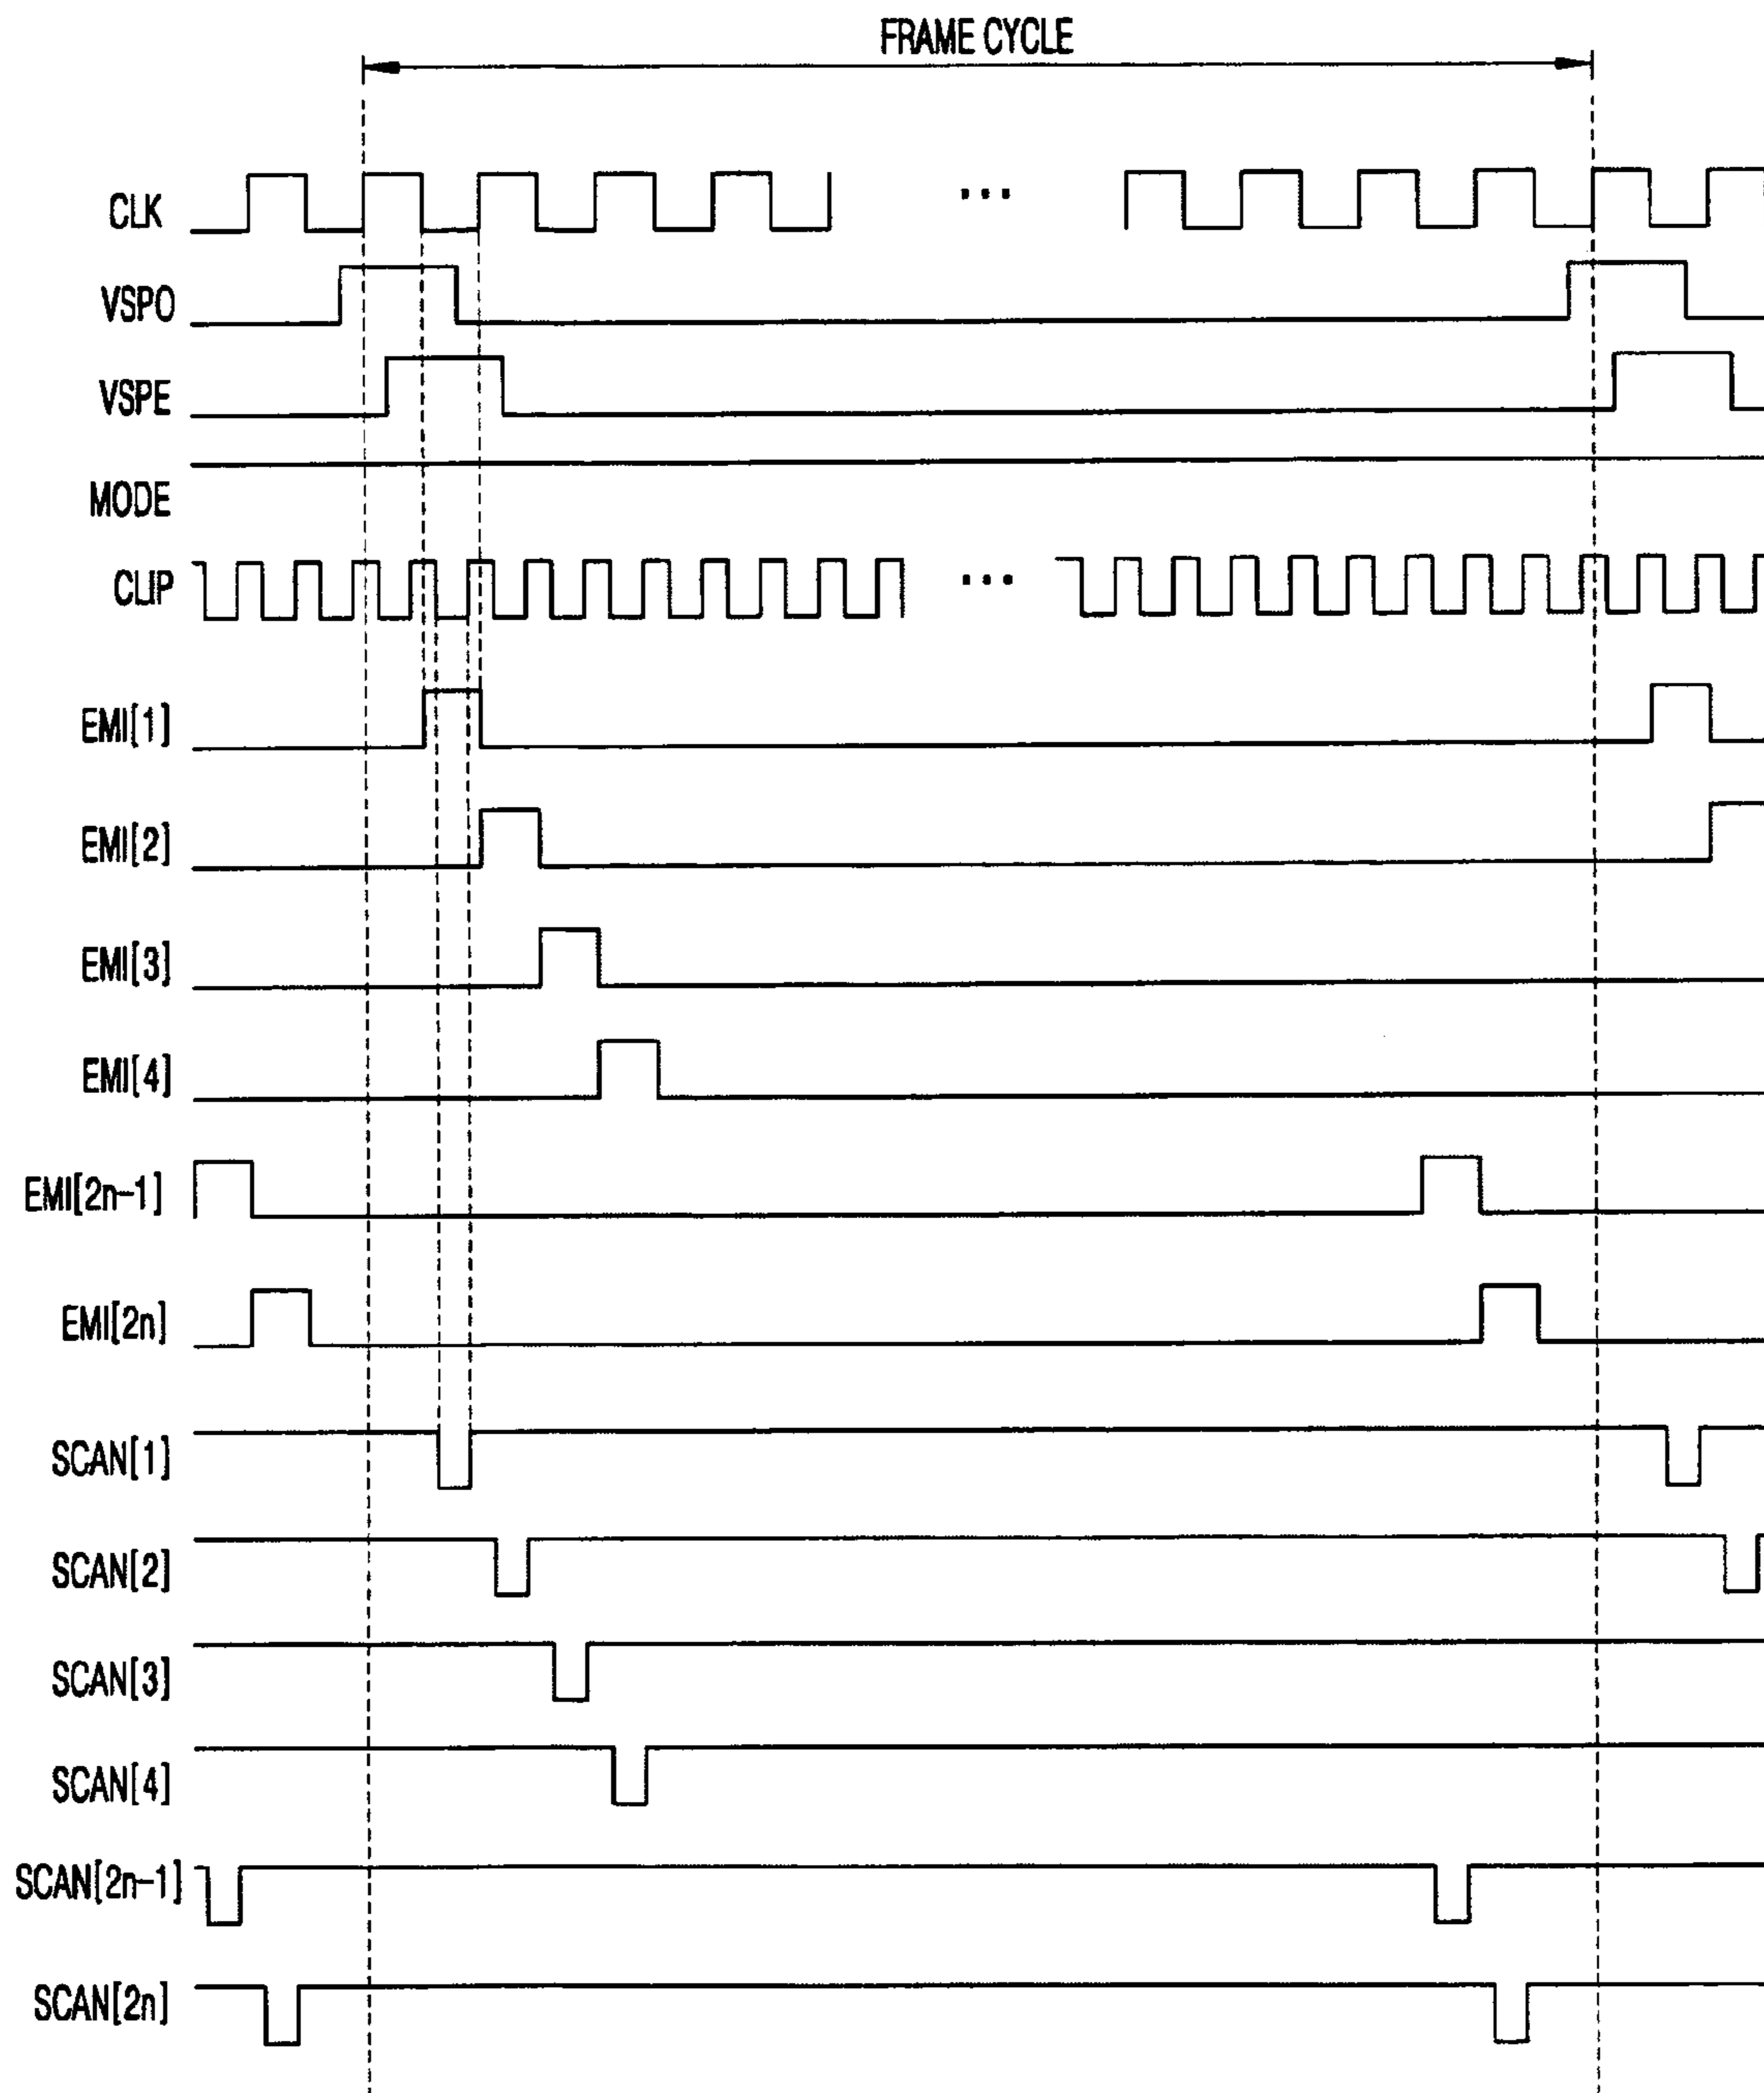 FRAME CYCLE
CLK
...
VSPO
VSPE
MODE
CLIP
...
EMI[1]
EMI[2]
EMI[3]
EMI[4]
EMI[2n-1]
EMI[2n]
SCAN[1]
SCAN[2]
SCAN[3]
SCAN[4]
SCAN[2n-1]
SCAN[2n]